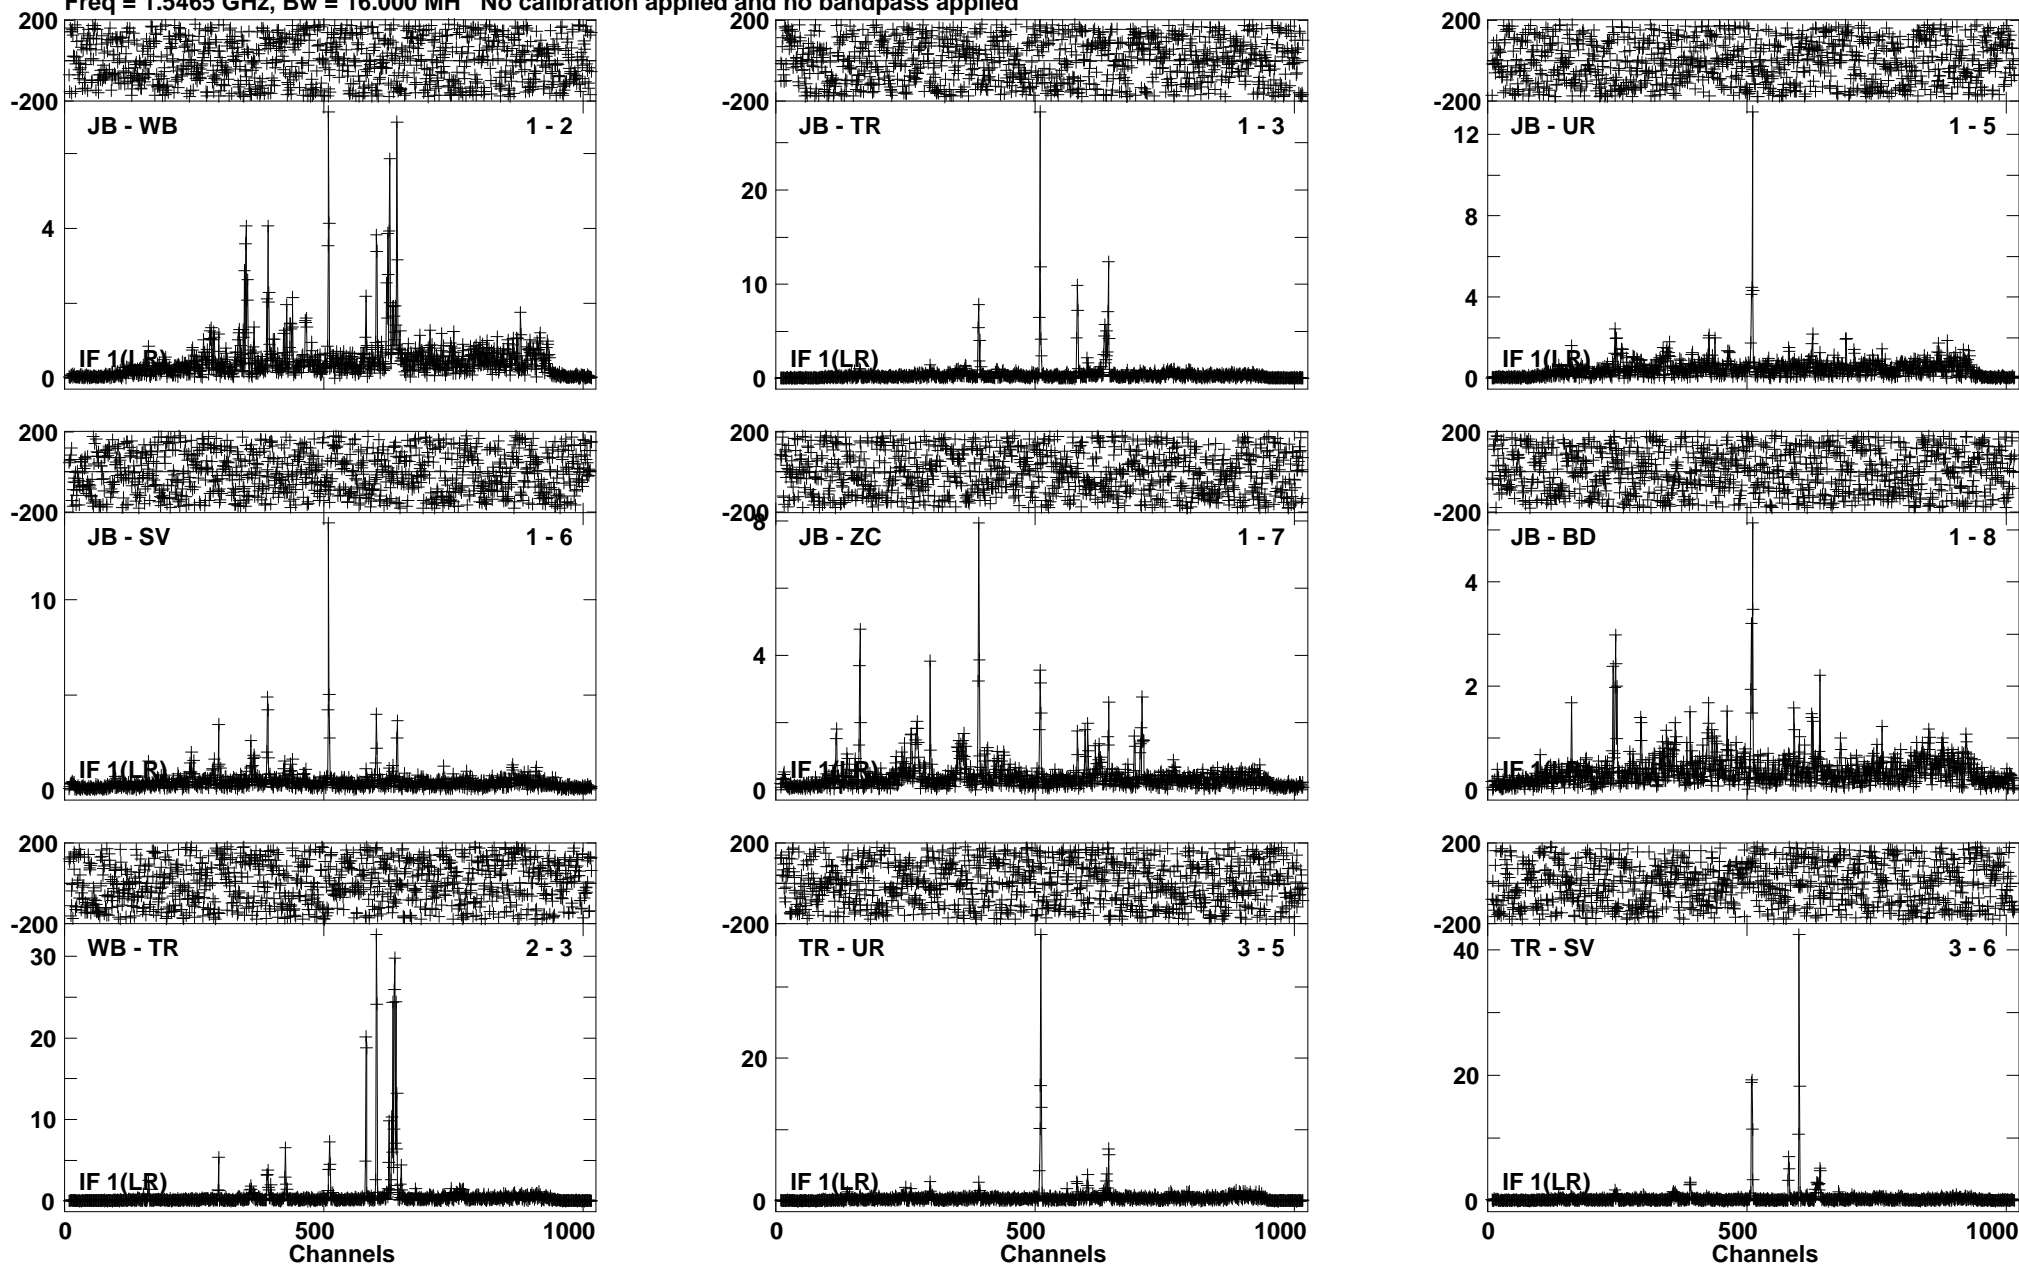 Freq = 1.5465 GHz, Bw = 16.000 MH No calibration applied and no bandpass applied
200
-200
JB - WB 1 - 2
4
IF 1(LR)
0
200
-200
JB - TR 1 - 3
20
10
IF 1(LR)
0
200
-200
JB - UR 1 - 5
12
8
4
IF 1(LR)
0
200
-200
JB - SV 1 - 6
10
IF 1(LR)
0
200
-200
8
JB - ZC 1 - 7
4
IF 1(LR)
0
200
-200
JB - BD 1 - 8
4
2
IF 1(LR)
0
200
-200
WB - TR 2 - 3
30
20
10
IF 1(LR)
0
0 500 1000
Channels
200
-200
TR - UR 3 - 5
20
IF 1(LR)
0
0 500 1000
Channels
200
-200
TR - SV 3 - 6
40
20
IF 1(LR)
0
0 500 1000
Channels